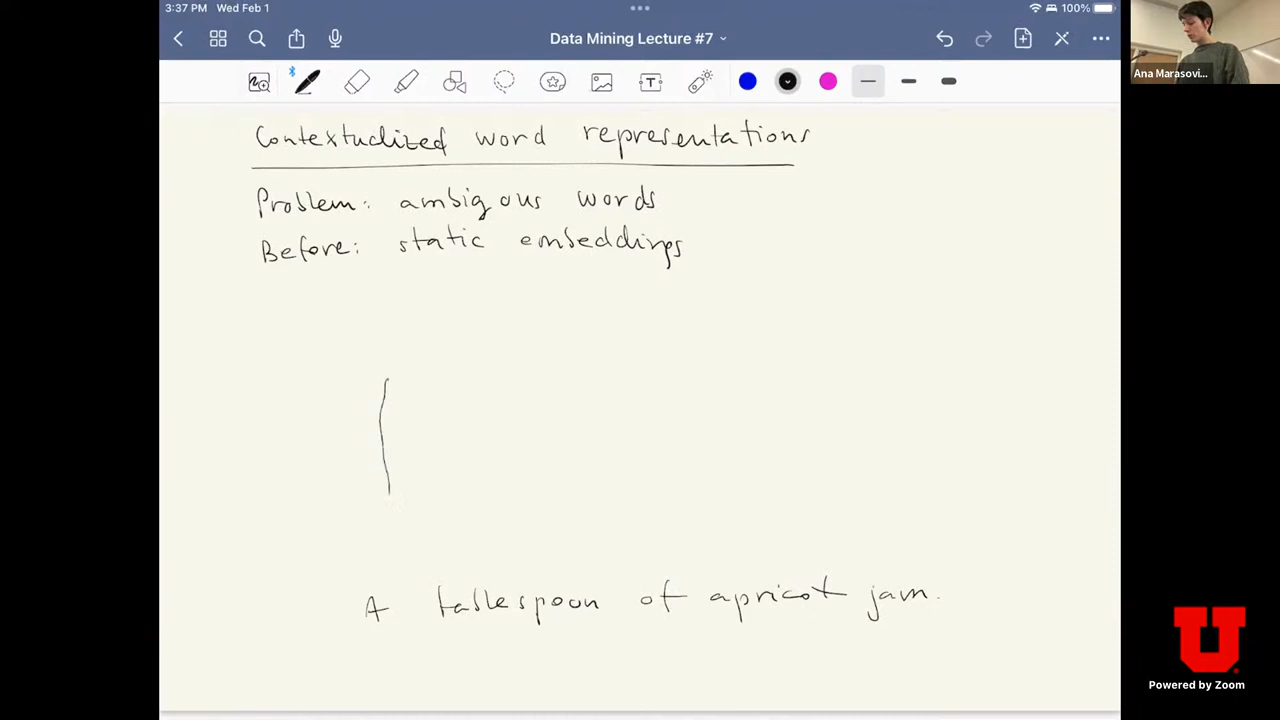 3:37 PM Wed Feb 1
100%
Data Mining Lecture #7
T
Ana Marasovi...
Contextualized word representations
Problem: ambigous words
Before: static embeddings
A tablespoon of apricot jam.
U
Powered by Zoom